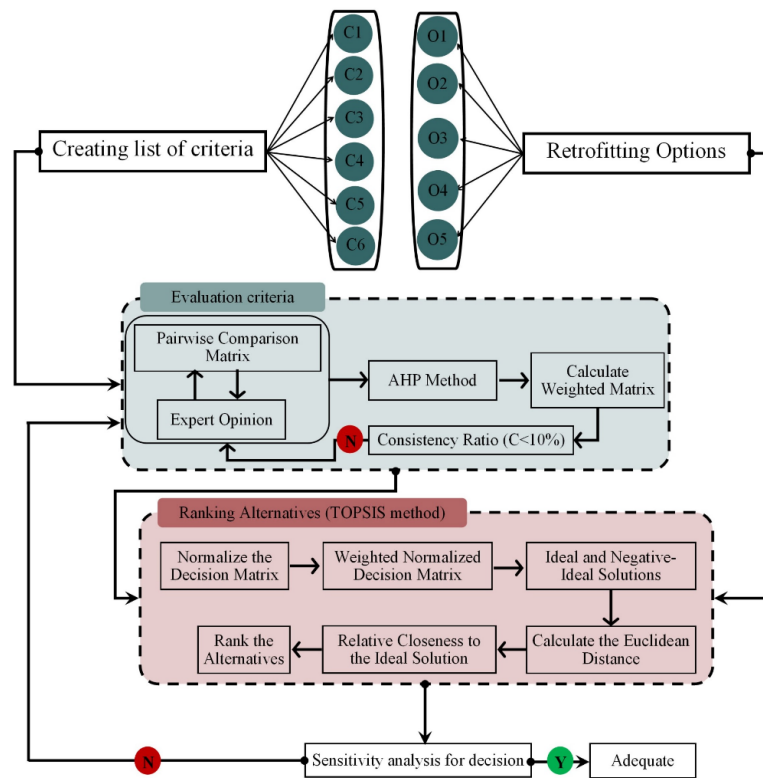 C1
C2
C3
C4
C5
C6
O1
O2
O3
O4
O5
Creating list of criteria
Retrofitting Options
Evaluation criteria
Pairwise Comparison
Matrix
Expert Opinion
AHP Method
Calculate
Weighted Matrix
N
Consistency Ratio (C<10%)
Ranking Alternatives (TOPSIS method)
Normalize the
Decision Matrix
Weighted Normalized
Decision Matrix
Ideal and Negative-
Ideal Solutions
Rank the
Alternatives
Relative Closeness to
the Ideal Solution
Calculate the Euclidean
Distance
N
Sensitivity analysis for decision
Y
Adequate